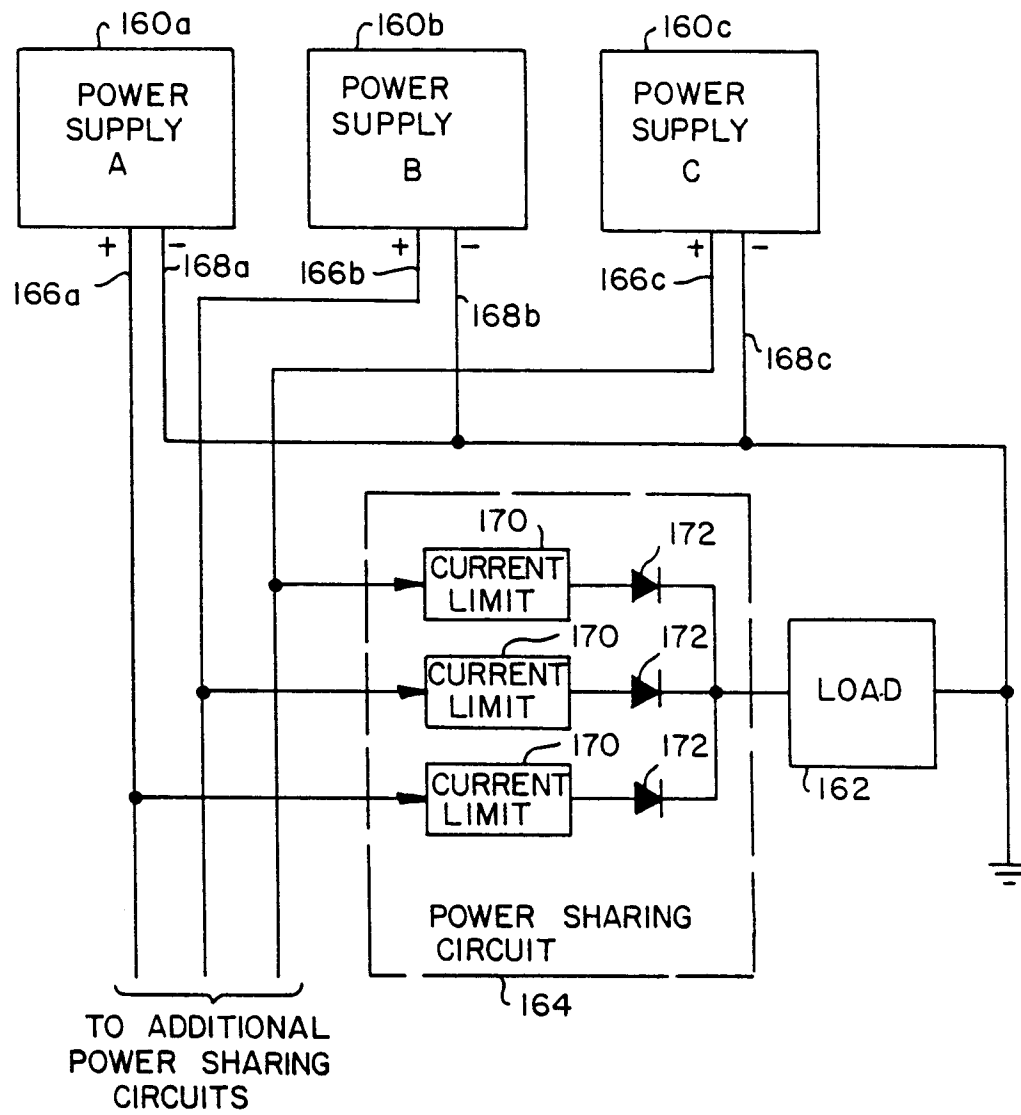 160a
160b
160c
POWER
SUPPLY
A
POWER
SUPPLY
B
POWER
SUPPLY
C
+
-
+
-
+
-
166a
168a
166b
168b
166c
168c
170
172
CURRENT
LIMIT
170
172
CURRENT
LIMIT
LOAD
170
172
CURRENT
LIMIT
162
POWER SHARING
CIRCUIT
164
TO ADDITIONAL
POWER SHARING
CIRCUITS